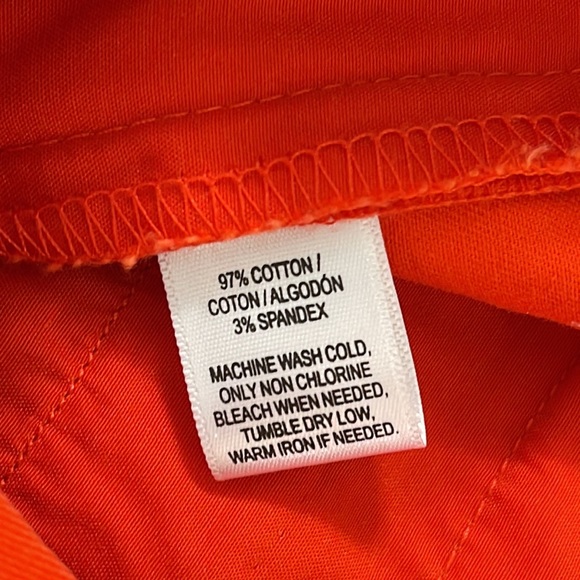 97% COTTON /
COTON / ALGODÓN
3% SPANDEX
MACHINE WASH COLD,
ONLY NON CHLORINE
BLEACH WHEN NEEDED,
TUMBLE DRY LOW,
WARM IRON IF NEEDED.